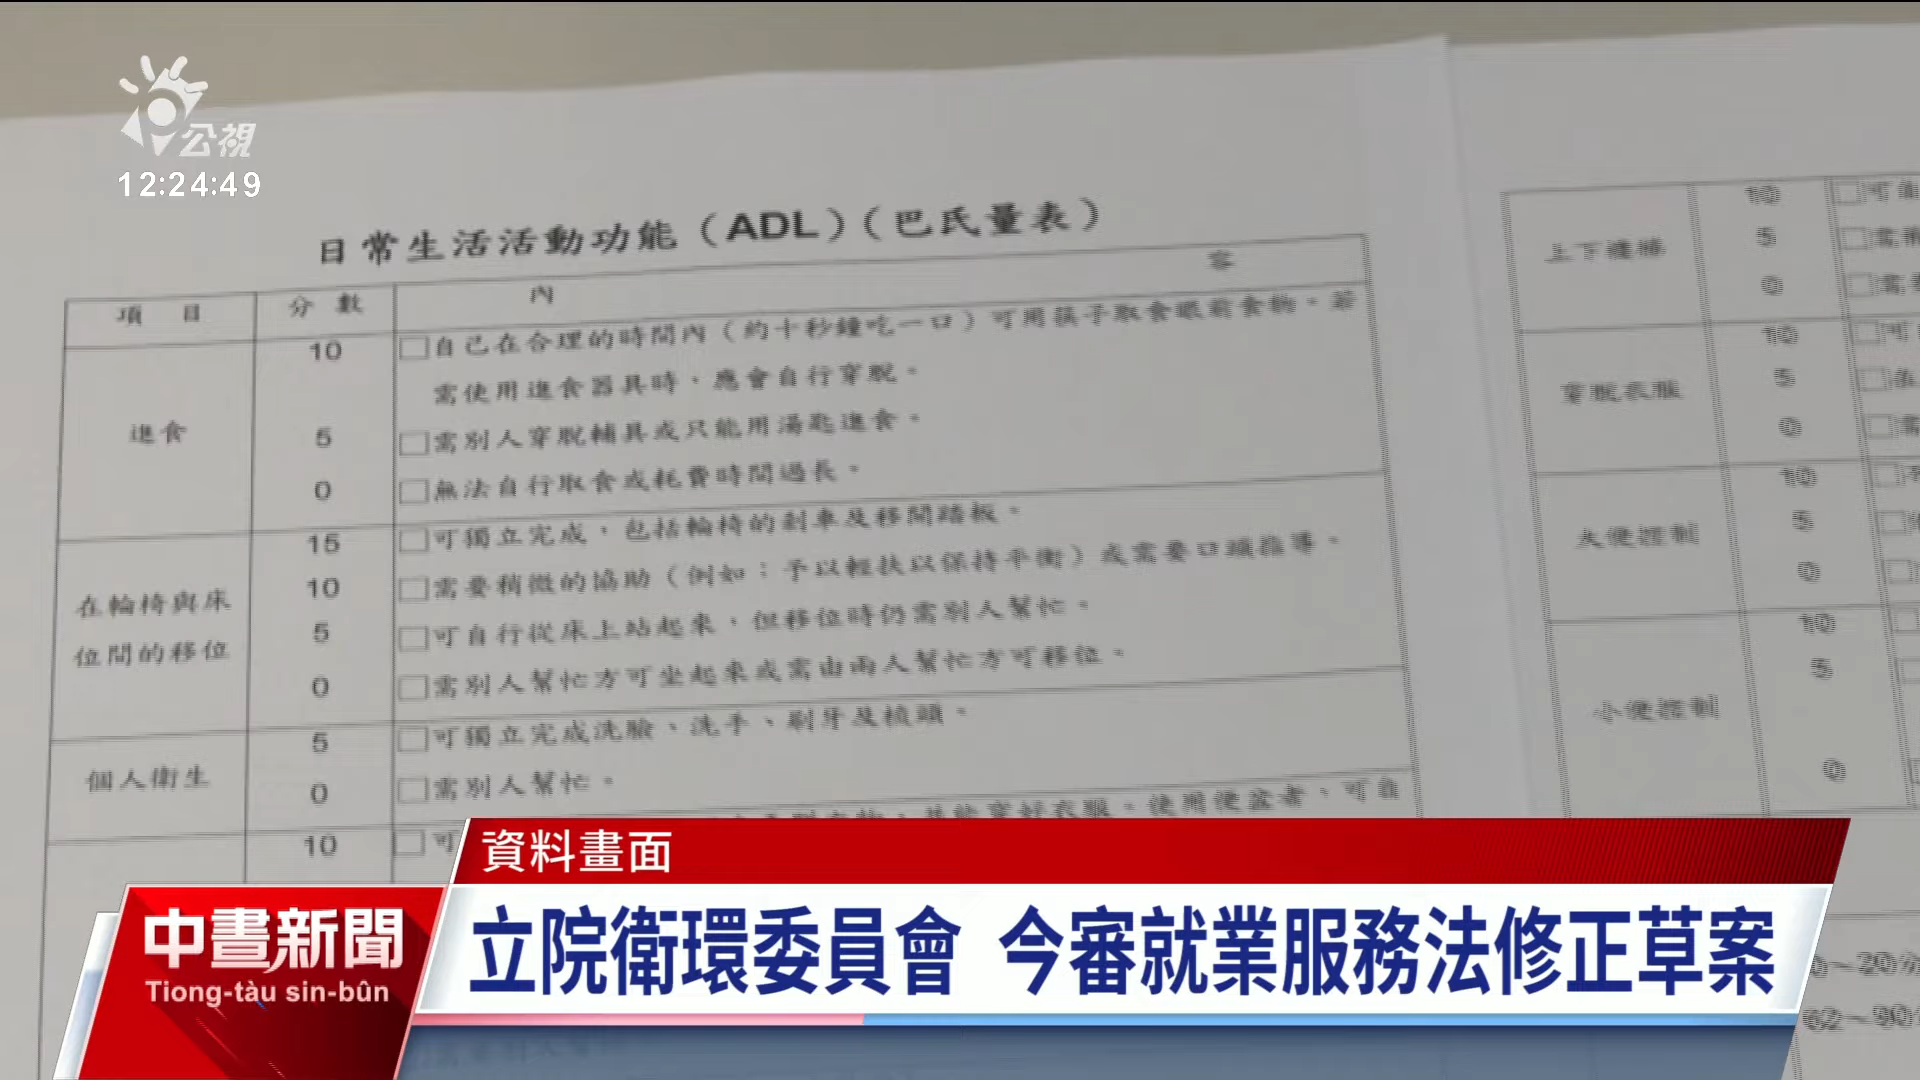 公視
12:24:49
日常生活活動功能（ADL）（巴氏量表）
項 目 分 數 內 容
進食
10 □自己在合理的時間內（約十秒鐘吃一口）可用筷子取食眼前食物。若
需使用進食器具時，應會自行穿脫。
5 □需別人穿脫輔具或只能用湯匙進食。
0 □無法自行取食或耗費時間過長。
在輪椅與床
位間的移位
15 □可獨立完成，包括輪椅的剎車及移開踏板。
10 □需要稍微的協助（例如：予以輕扶以保持平衡）或需要口頭指導。
5 □可自行從床上站起來，但移位時仍需別人幫忙。
0 □需別人幫忙方可坐起來或需由兩人幫忙方可移位。
個人衛生
5 □可獨立完成洗臉、洗手、刷牙及梳頭。
0 □需別人幫忙。
10 □可
衣服。使用便盆者，可自
上下樓梯
10
5
0
穿脫衣服
10
5
0
大便控制
10
5
0
小便控制
10
5
0
資料畫面
中晝新聞
Tiong-tàu sin-bûn
立院衛環委員會 今審就業服務法修正草案